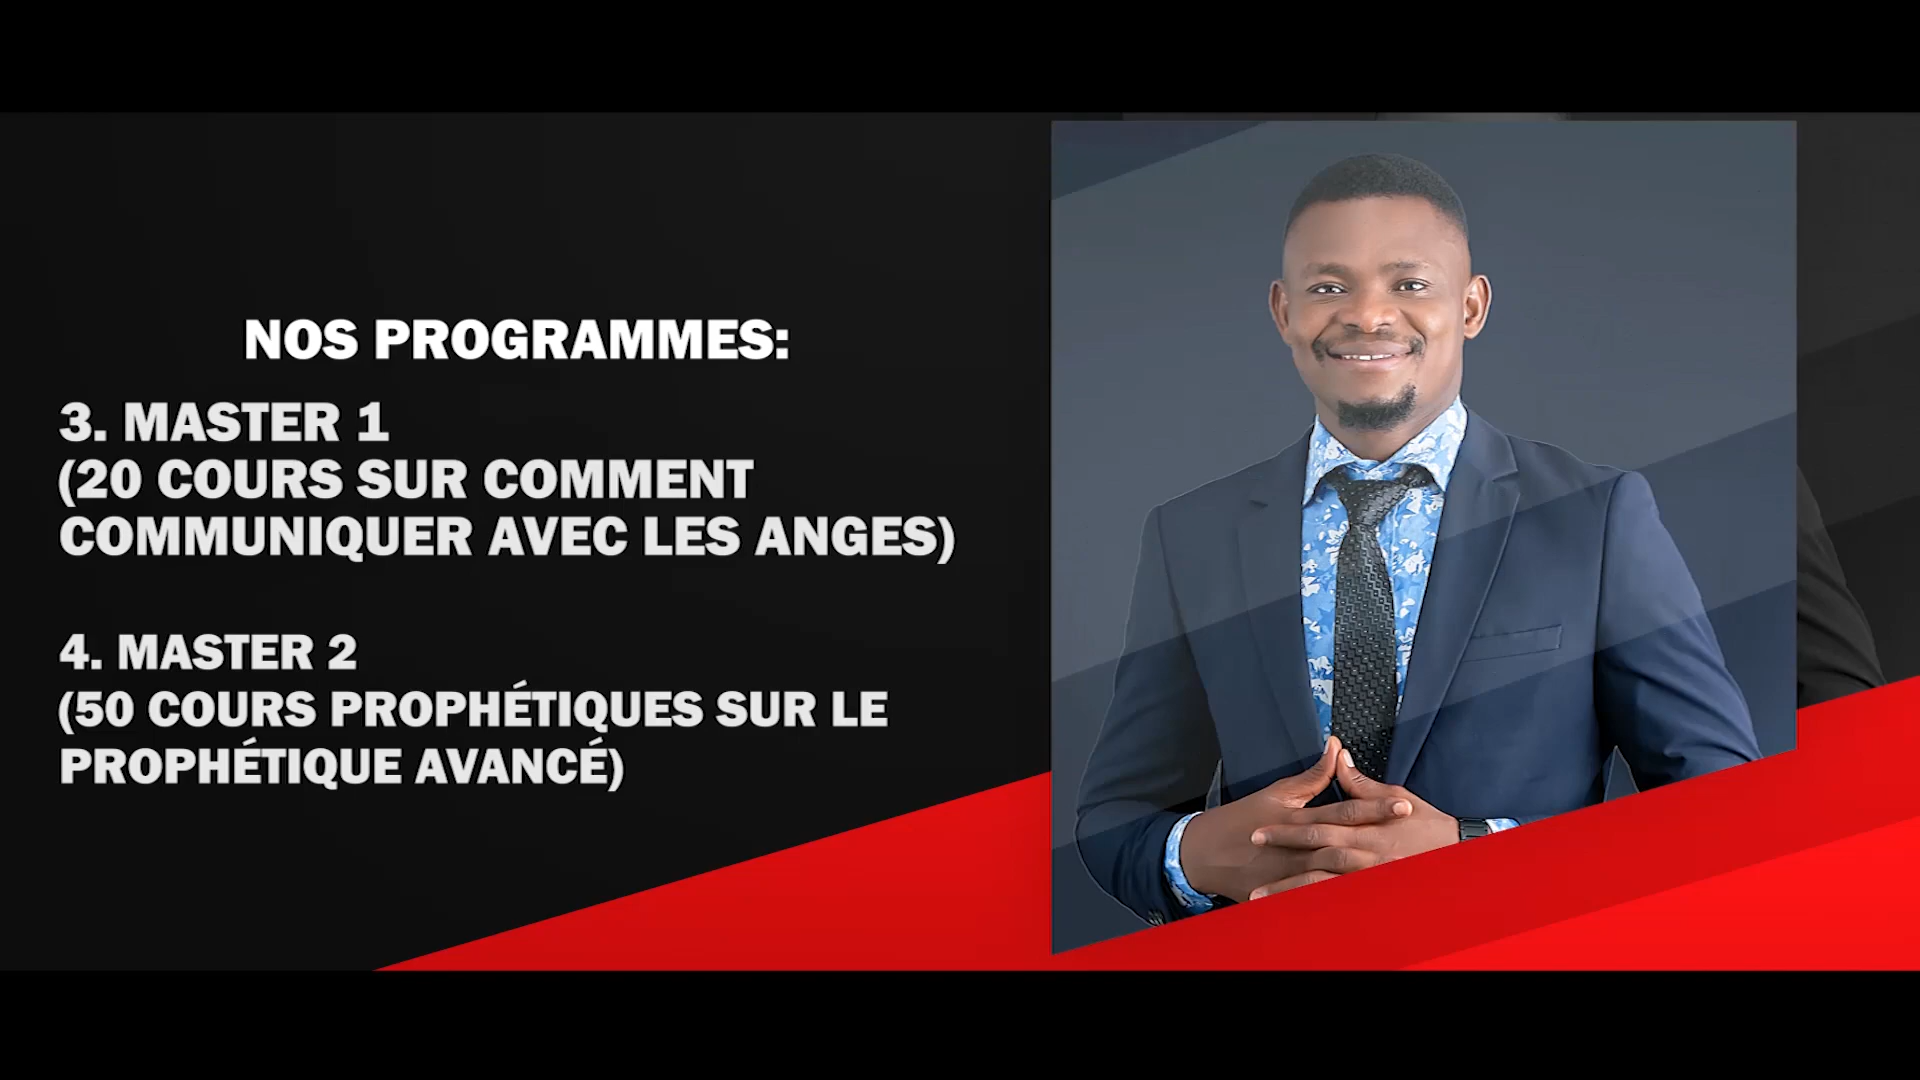 NOS PROGRAMMES:
3. MASTER 1
(20 COURS SUR COMMENT
COMMUNIQUER AVEC LES ANGES)
4. MASTER 2
(50 COURS PROPHÉTIQUES SUR LE
PROPHÉTIQUE AVANCÉ)